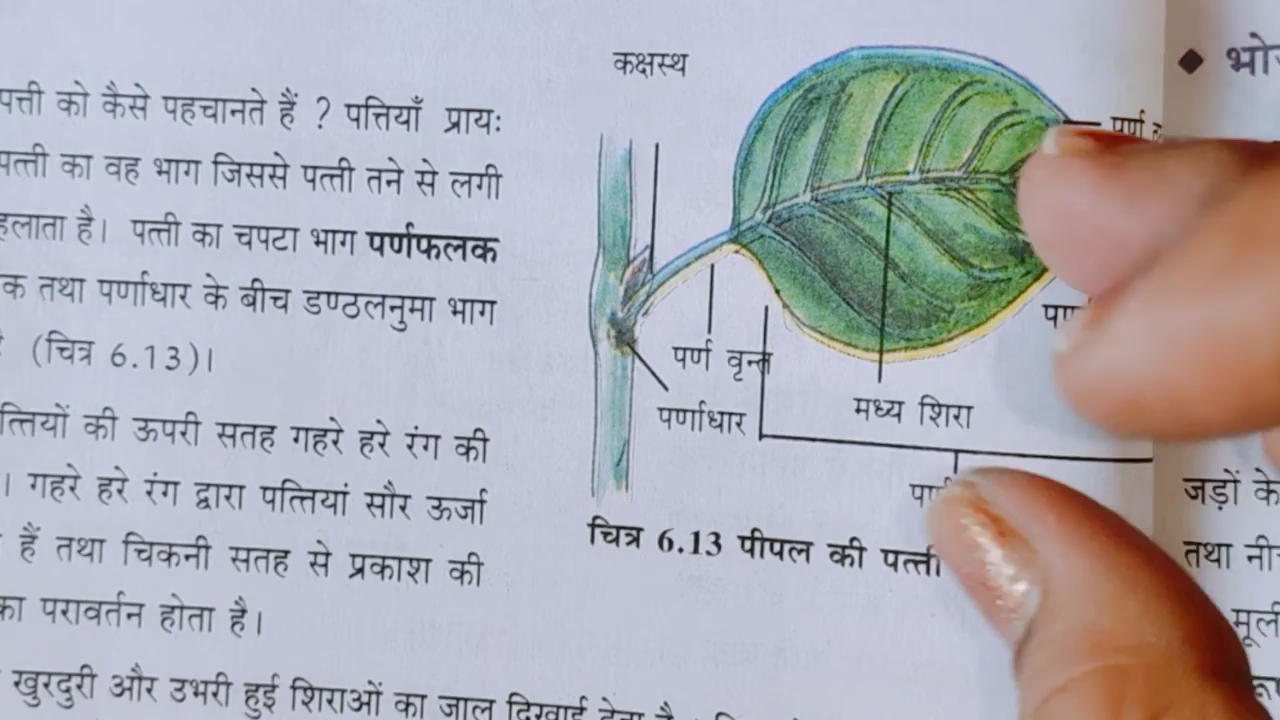 पत्ती को कैसे पहचानते हैं ? पत्तियाँ प्रायः
पत्ती का वह भाग जिससे पत्ती तने से लगी
है। पत्ती का चपटा भाग पर्णफलक
तथा पर्णाधार के बीच डण्ठलनुमा भाग
(चित्र 6.13)।
की ऊपरी सतह गहरे हरे रंग की
। गहरे हरे रंग द्वारा पत्तियां सौर ऊर्जा
हैं तथा चिकनी सतह से प्रकाश की
का परावर्तन होता है।
खुरदुरी और उभरी हुई शिराओं का जाल
कक्षस्थ
पर्ण
पर्ण वृन्त
पर्णाधार
मध्य शिरा
चित्र 6.13 पीपल की पत्ती
◆
जड़ों के
तथा